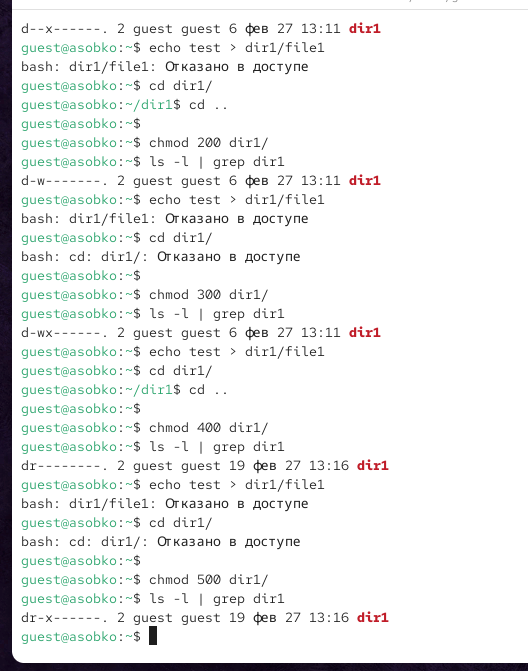 d--x------. 2 guest guest 6 фев 27 13:11 dir1
guest@asobko:~$ echo test > dir1/file1
bash: dir1/file1: Отказано в доступе
guest@asobko:~$ cd dir1/
guest@asobko:~/dir1$ cd ..
guest@asobko:~$
guest@asobko:~$ chmod 200 dir1/
guest@asobko:~$ ls -l | grep dir1
d-w-------. 2 guest guest 6 фев 27 13:11 dir1
guest@asobko:~$ echo test > dir1/file1
bash: dir1/file1: Отказано в доступе
guest@asobko:~$ cd dir1/
bash: cd: dir1/: Отказано в доступе
guest@asobko:~$
guest@asobko:~$ chmod 300 dir1/
guest@asobko:~$ ls -l | grep dir1
d-wx------. 2 guest guest 6 фев 27 13:11 dir1
guest@asobko:~$ echo test > dir1/file1
guest@asobko:~$ cd dir1/
guest@asobko:~/dir1$ cd ..
guest@asobko:~$
guest@asobko:~$ chmod 400 dir1/
guest@asobko:~$ ls -l | grep dir1
dr--------. 2 guest guest 19 фев 27 13:16 dir1
guest@asobko:~$ echo test > dir1/file1
bash: dir1/file1: Отказано в доступе
guest@asobko:~$ cd dir1/
bash: cd: dir1/: Отказано в доступе
guest@asobko:~$
guest@asobko:~$ chmod 500 dir1/
guest@asobko:~$ ls -l | grep dir1
dr-x------. 2 guest guest 19 фев 27 13:16 dir1
guest@asobko:~$